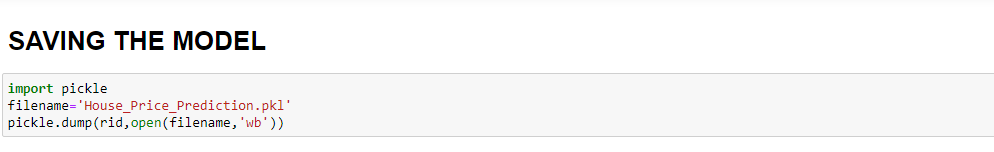 SAVING THE MODEL
import pickle
filename='House_Price_Prediction.pkl'
pickle.dump(rid,open(filename,'wb'))